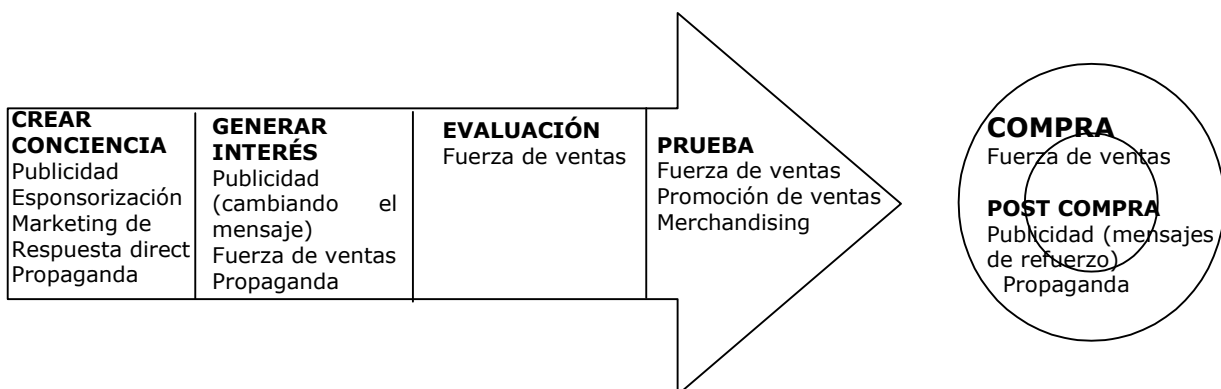 CREAR
CONCIENCIA
Publicidad
Esponsorización
Marketing de
Respuesta direct
Propaganda
GENERAR
INTERÉS
Publicidad
(cambiando el
mensaje)
Fuerza de ventas
Propaganda
EVALUACIÓN
Fuerza de ventas
PRUEBA
Fuerza de ventas
Promoción de ventas
Merchandising
COMPRA
Fuerza de ventas
POST COMPRA
Publicidad (mensajes
de refuerzo)
Propaganda